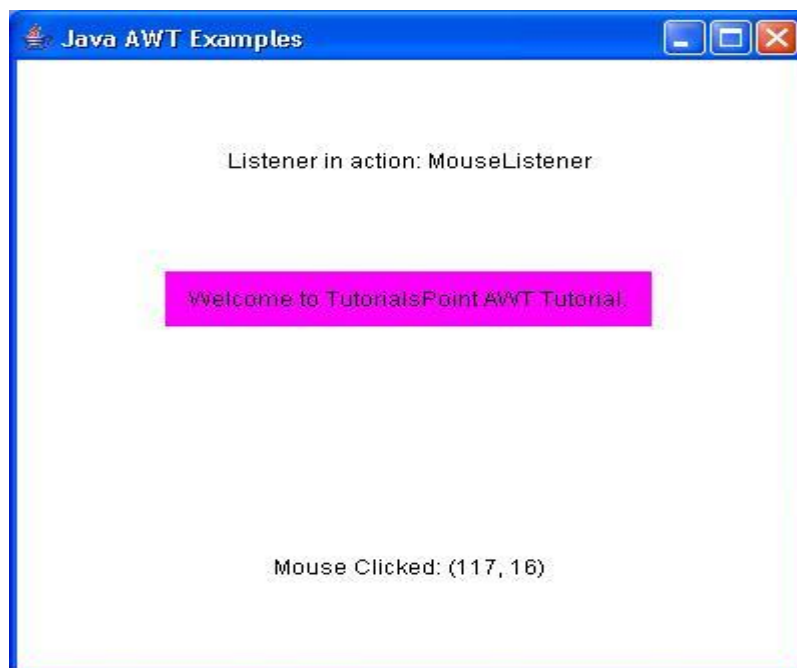 Java AWT Examples
Listener in action: MouseListener
Welcome to TutorialsPoint AWT Tutorial.
Mouse Clicked: (117, 16)